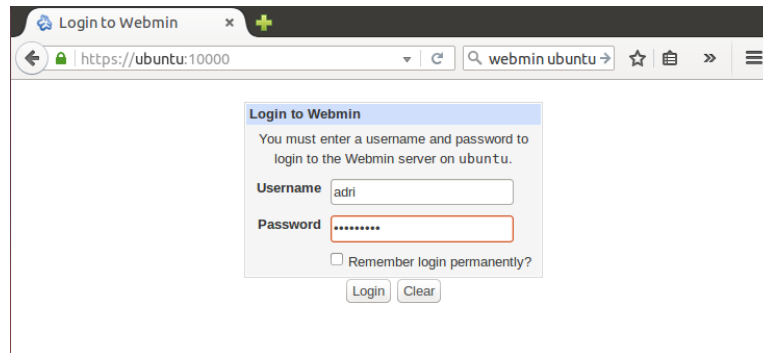 Login to Webmin
https://ubuntu:10000
webmin ubuntu
Login to Webmin
You must enter a username and password to
login to the Webmin server on ubuntu.
Username adri
Password •••••••••
Remember login permanently?
Login Clear